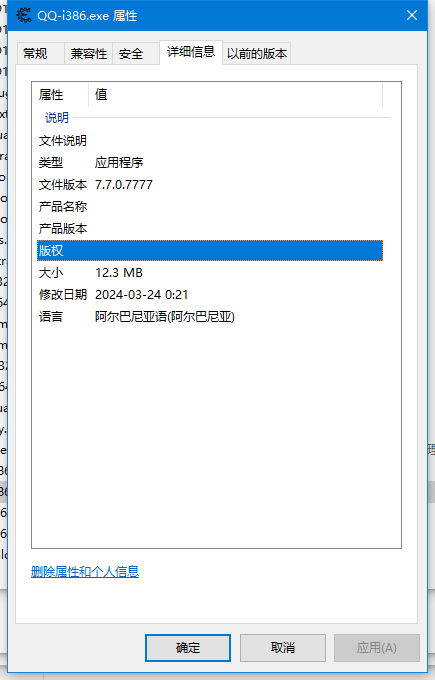 QQ-i386.exe 属性
常规 兼容性 安全 详细信息 以前的版本
属性 值
说明
文件说明
类型 应用程序
文件版本 7.7.0.7777
产品名称
产品版本
版权
大小 12.3 MB
修改日期 2024-03-24 0:21
语言 阿尔巴尼亚语(阿尔巴尼亚)
删除属性和个人信息
确定 取消 应用(A)